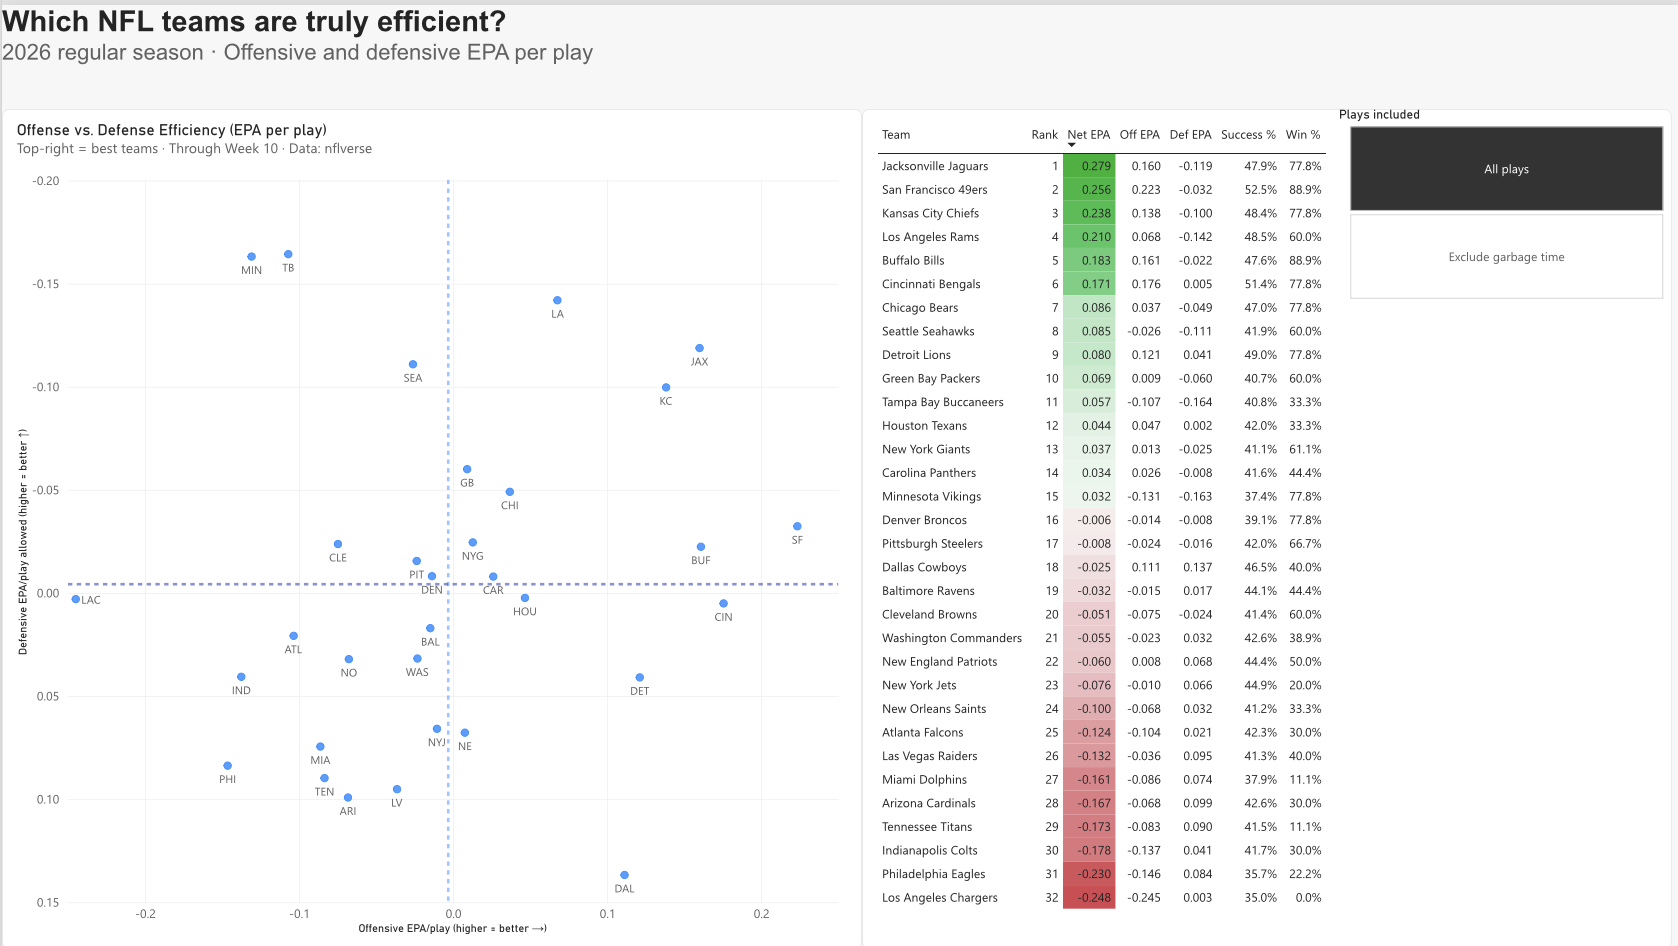 Which NFL teams are truly efficient?
2026 regular season · Offensive and defensive EPA per play
Offense vs. Defense Efficiency (EPA per play)
Top-right = best teams · Through Week 10 · Data: nflverse
Defensive EPA/play allowed (higher = better ↑)
-0.20
-0.15
-0.10
-0.05
0.00
0.05
0.10
0.15
MIN
TB
LA
JAX
SEA
KC
GB
CHI
SF
CLE
NYG
BUF
PIT
DEN
CAR
LAC
HOU
CIN
BAL
ATL
NO
WAS
IND
DET
NYJ
NE
MIA
PHI
TEN
LV
ARI
DAL
-0.2
-0.1
0.0
0.1
0.2
Offensive EPA/play (higher = better →)
Team Rank Net EPA Off EPA Def EPA Success % Win %
Jacksonville Jaguars 1 0.279 0.160 -0.119 47.9% 77.8%
San Francisco 49ers 2 0.256 0.223 -0.032 52.5% 88.9%
Kansas City Chiefs 3 0.238 0.138 -0.100 48.4% 77.8%
Los Angeles Rams 4 0.210 0.068 -0.142 48.5% 60.0%
Buffalo Bills 5 0.183 0.161 -0.022 47.6% 88.9%
Cincinnati Bengals 6 0.171 0.176 0.005 51.4% 77.8%
Chicago Bears 7 0.086 0.037 -0.049 47.0% 77.8%
Seattle Seahawks 8 0.085 -0.026 -0.111 41.9% 60.0%
Detroit Lions 9 0.080 0.121 0.041 49.0% 77.8%
Green Bay Packers 10 0.069 0.009 -0.060 40.7% 60.0%
Tampa Bay Buccaneers 11 0.057 -0.107 -0.164 40.8% 33.3%
Houston Texans 12 0.044 0.047 0.002 42.0% 33.3%
New York Giants 13 0.037 0.013 -0.025 41.1% 61.1%
Carolina Panthers 14 0.034 0.026 -0.008 41.6% 44.4%
Minnesota Vikings 15 0.032 -0.131 -0.163 37.4% 77.8%
Denver Broncos 16 -0.006 -0.014 -0.008 39.1% 77.8%
Pittsburgh Steelers 17 -0.008 -0.024 -0.016 42.0% 66.7%
Dallas Cowboys 18 -0.025 0.111 0.137 46.5% 40.0%
Baltimore Ravens 19 -0.032 -0.015 0.017 44.1% 44.4%
Cleveland Browns 20 -0.051 -0.075 -0.024 41.4% 60.0%
Washington Commanders 21 -0.055 -0.023 0.032 42.6% 38.9%
New England Patriots 22 -0.060 0.008 0.068 44.4% 50.0%
New York Jets 23 -0.076 -0.010 0.066 44.9% 20.0%
New Orleans Saints 24 -0.100 -0.068 0.032 41.2% 33.3%
Atlanta Falcons 25 -0.124 -0.104 0.021 42.3% 30.0%
Las Vegas Raiders 26 -0.132 -0.036 0.095 41.3% 40.0%
Miami Dolphins 27 -0.161 -0.086 0.074 37.9% 11.1%
Arizona Cardinals 28 -0.167 -0.068 0.099 42.6% 30.0%
Tennessee Titans 29 -0.173 -0.083 0.090 41.5% 11.1%
Indianapolis Colts 30 -0.178 -0.137 0.041 41.7% 30.0%
Philadelphia Eagles 31 -0.230 -0.146 0.084 35.7% 22.2%
Los Angeles Chargers 32 -0.248 -0.245 0.003 35.0% 0.0%
Plays included
All plays
Exclude garbage time